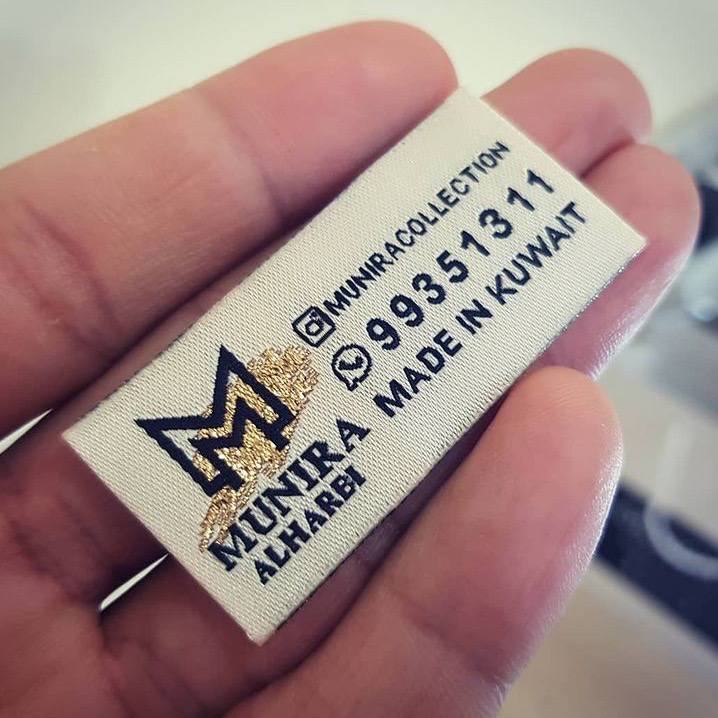 MUNIRA
ALHARBI
MUNIRACOLLECTION
99351311
MADE IN KUWAIT